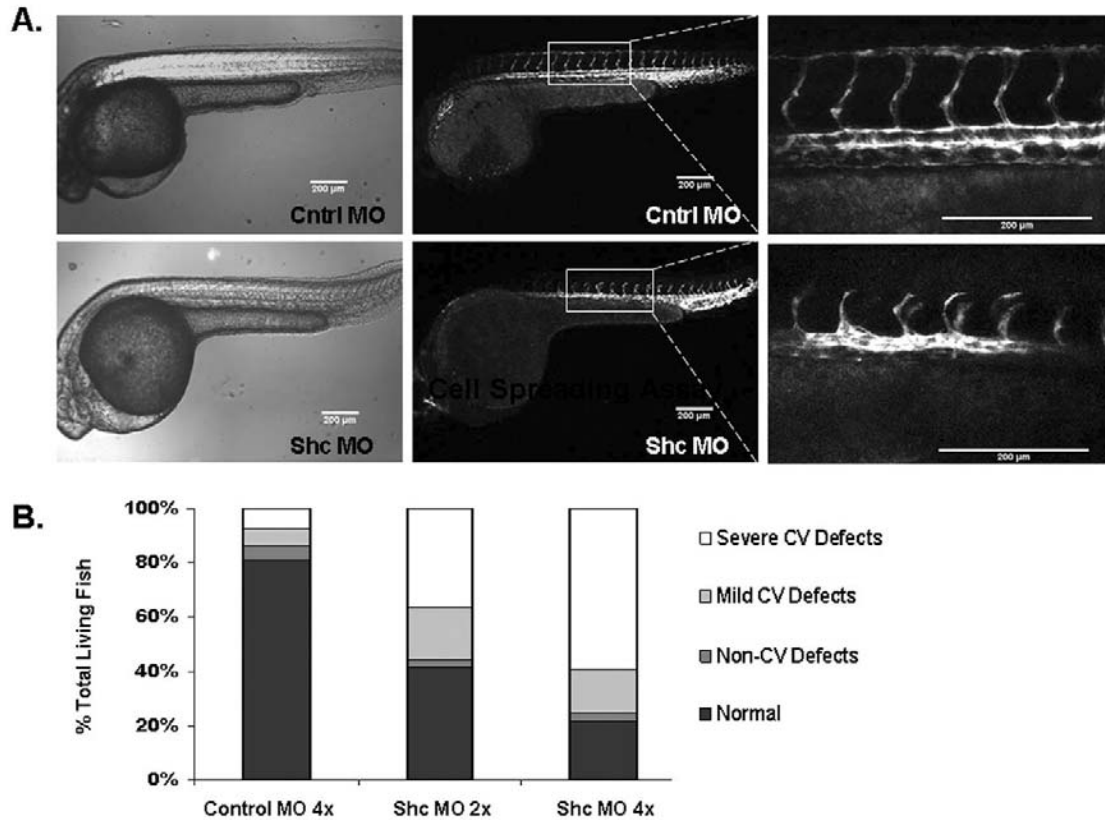 A.
200 µm
Cntrl MO
200 µm
Cntrl MO
200 µm
200 µm
Shc MO
Cell Spreading Assa
200 µm
Shc MO
200 µm
B.
% Total Living Fish
100%
80%
60%
40%
20%
0%
Control MO 4x
Shc MO 2x
Shc MO 4x
Severe CV Defects
Mild CV Defects
Non-CV Defects
Normal